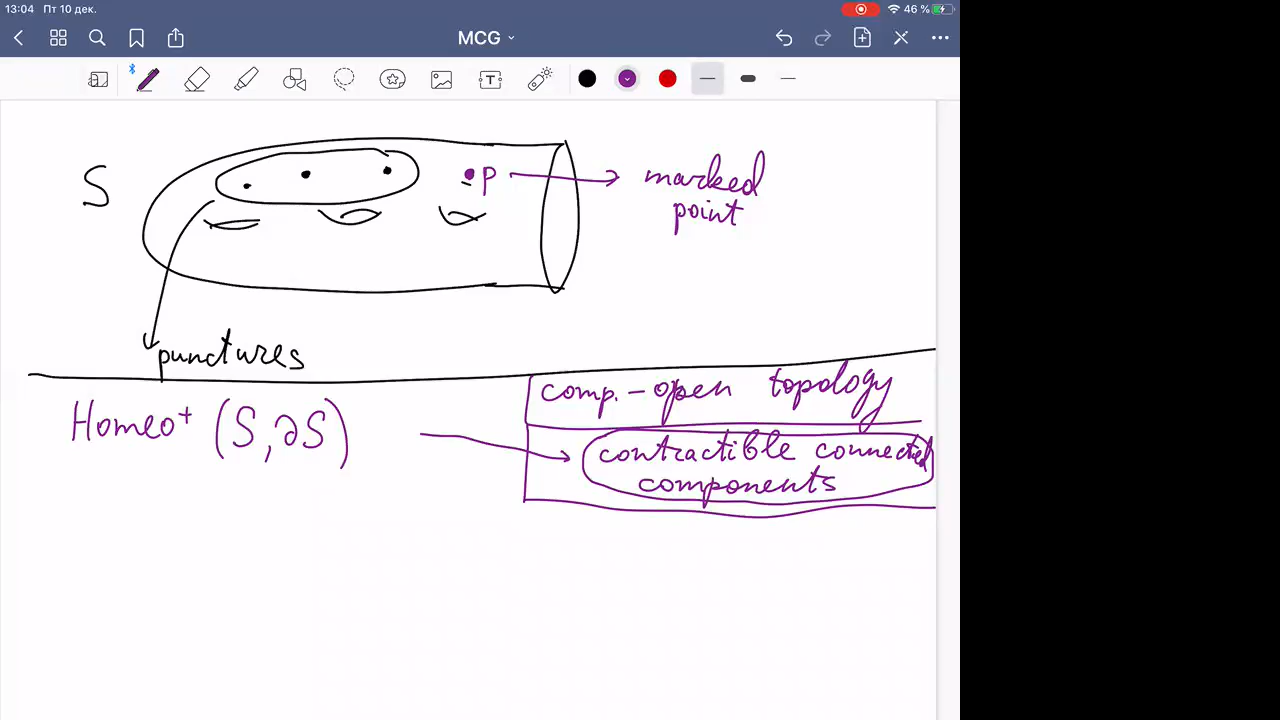 13:04 Пт 10 дек.
46 %
MCG
T
S
p
marked
point
punctures
Homeo⁺ (S, ∂S)
comp. - open topology
contractible connected
components